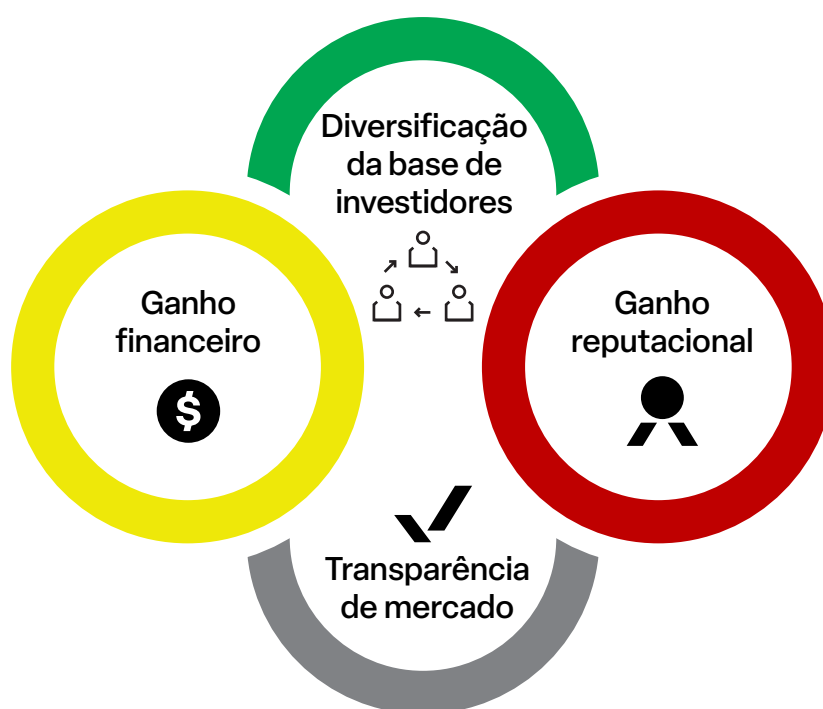 Diversificação
da base de
investidores
Ganho
financeiro
$
Ganho
reputacional
Transparência
de mercado